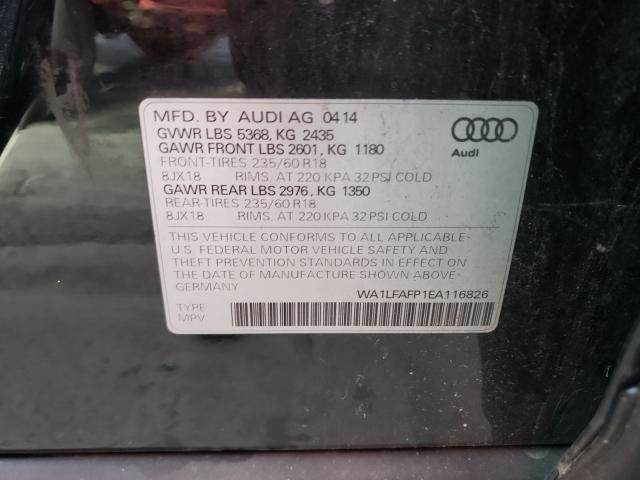 MFD. BY AUDI AG 04 14
GVWR LBS 5368, KG 2435
GAWR FRONT LBS 2601, KG 1180
FRONT-TIRES 235/60 R18
8JX18 RIMS, AT 220 KPA 32 PSI COLD
GAWR REAR LBS 2976, KG 1350
REAR-TIRES 235/60 R18
8JX18 RIMS, AT 220 KPA 32 PSI COLD
Audi
THIS VEHICLE CONFORMS TO ALL APPLICABLE-
U.S. FEDERAL MOTOR VEHICLE SAFETY AND
THEFT PREVENTION STANDARDS IN EFFECT ON
THE DATE OF MANUFACTURE SHOWN ABOVE-
GERMANY
WA1LFAFP1EA116826
TYPE:
MPV